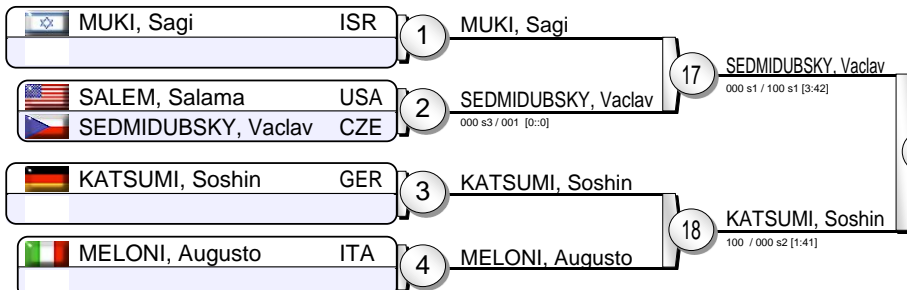 MUKI, Sagi ISR
1
MUKI, Sagi
SALEM, Salama USA
SEDMIDUBSKY, Vaclav CZE
2
SEDMIDUBSKY, Vaclav
000 s3 / 001 [0::0]
17
SEDMIDUBSKY, Vaclav
000 s1 / 100 s1 [3:42]
KATSUMI, Soshin GER
3
KATSUMI, Soshin
MELONI, Augusto ITA
4
MELONI, Augusto
18
KATSUMI, Soshin
100 / 000 s2 [1:41]